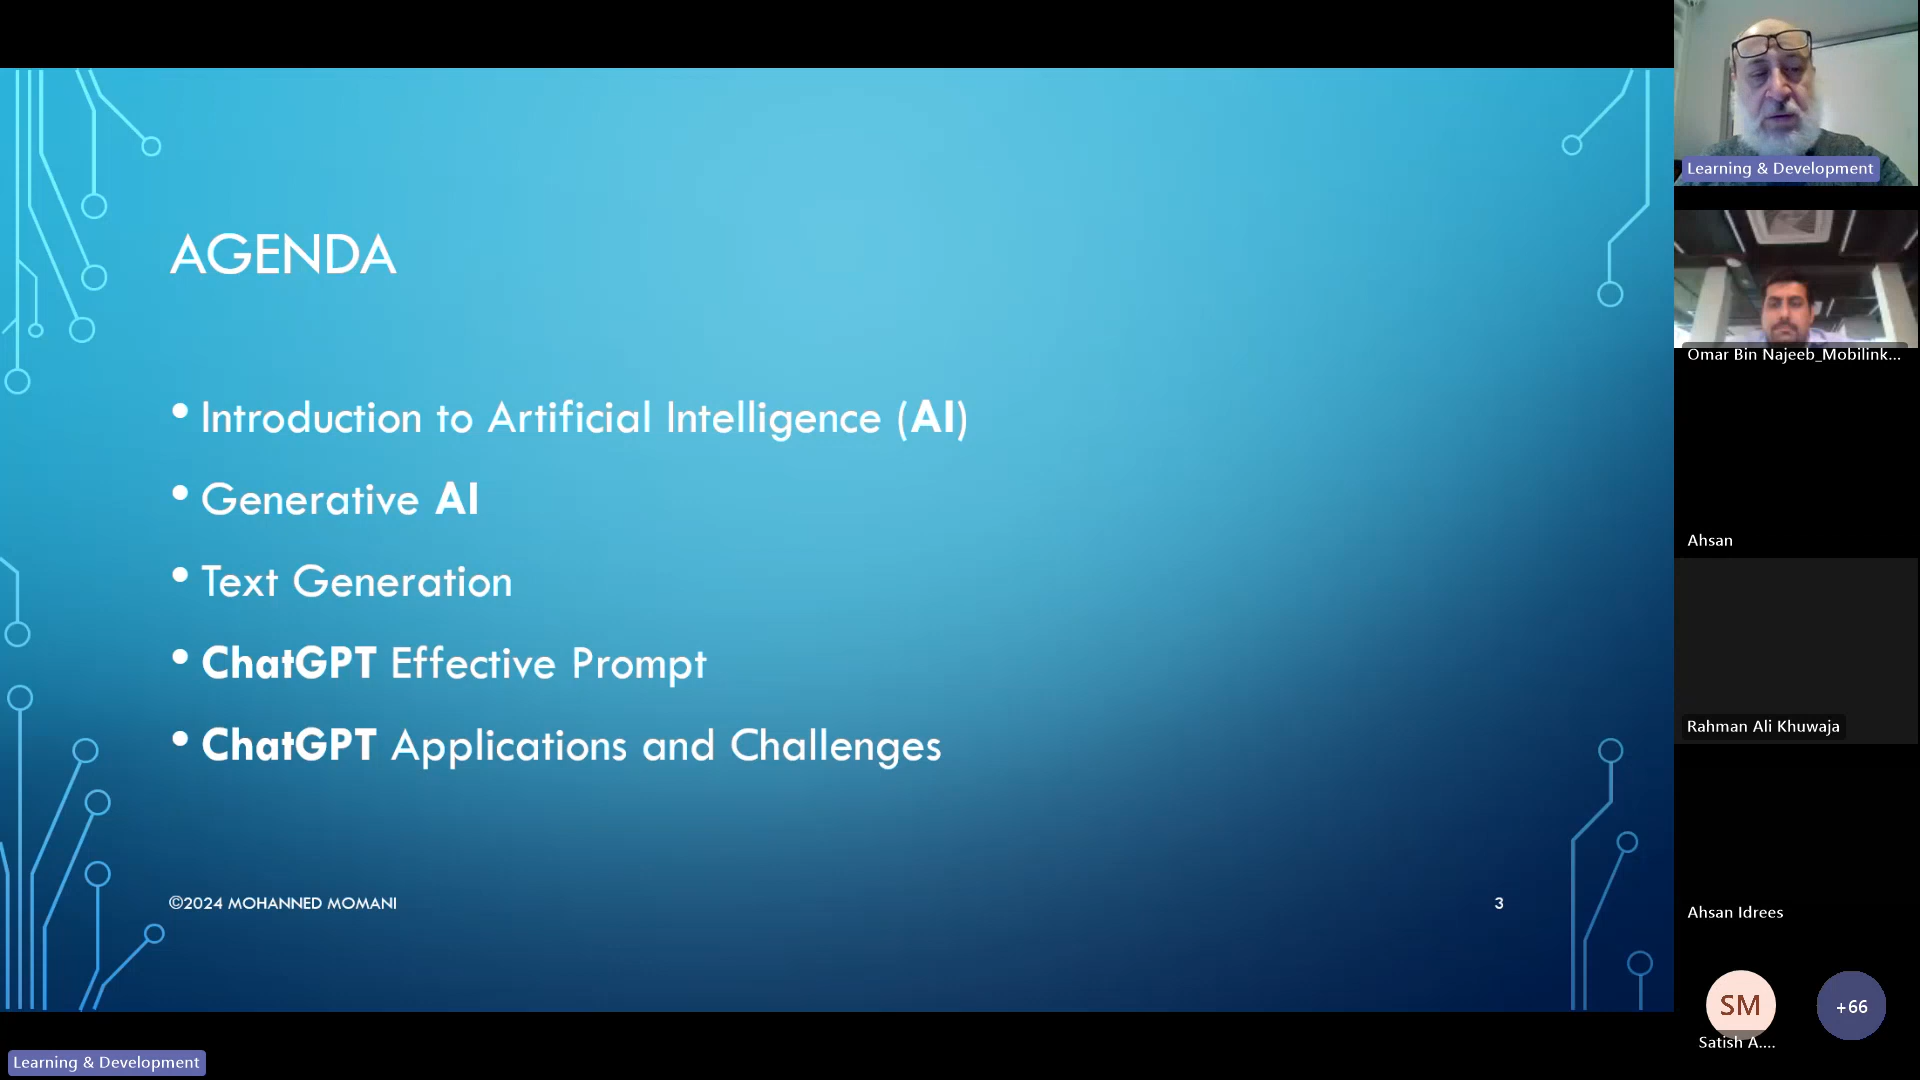 AGENDA
• Introduction to Artificial Intelligence (AI)
• Generative AI
• Text Generation
• ChatGPT Effective Prompt
• ChatGPT Applications and Challenges
©2024 MOHANNED MOMANI
3
Learning & Development
Learning & Development
Omar Bin Najeeb_Mobilink...
Ahsan
Rahman Ali Khuwaja
Ahsan Idrees
SM
Satish A....
+66